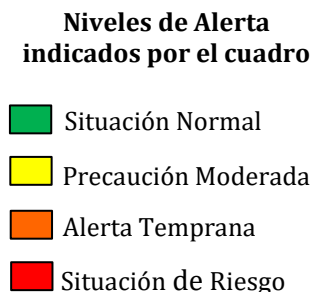 Niveles de Alerta
indicados por el cuadro
Situación Normal
Precaución Moderada
Alerta Temprana
Situación de Riesgo